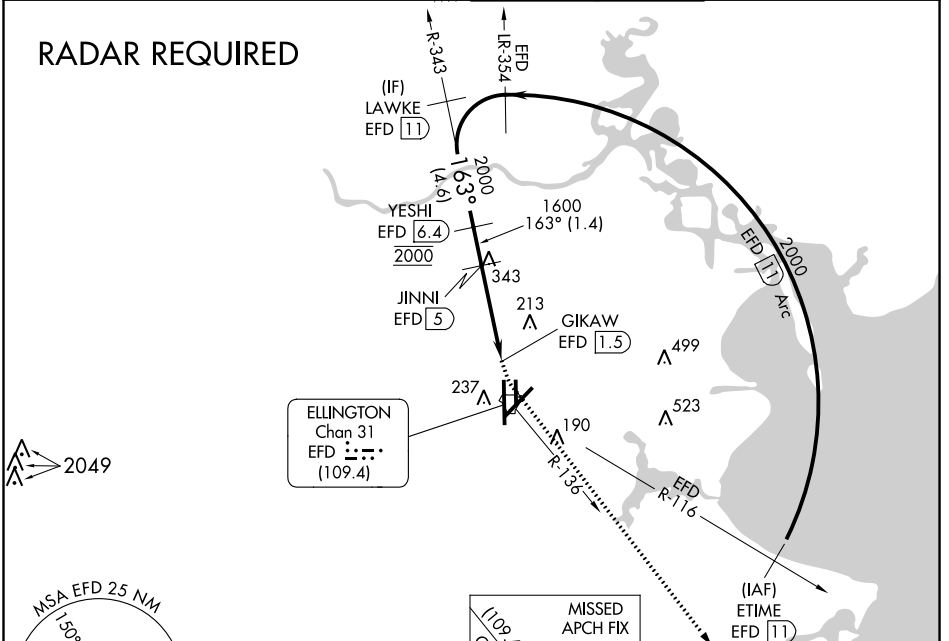 RADAR REQUIRED
R-343
EFD
LR-354
(IF)
LAWKE
EFD 11
2000
163°
(4.6)
YESHI
EFD 6.4
2000
1600
163° (1.4)
EFD 11 Arc
2000
343
JINNI
EFD 5
213
GIKAW
EFD 1.5
499
237
523
ELLINGTON
Chan 31
EFD
(109.4)
190
R-136
EFD
R-116
2049
(IAF)
ETIME
EFD 11
MSA EFD 25 NM
150°
MISSED
APCH FIX